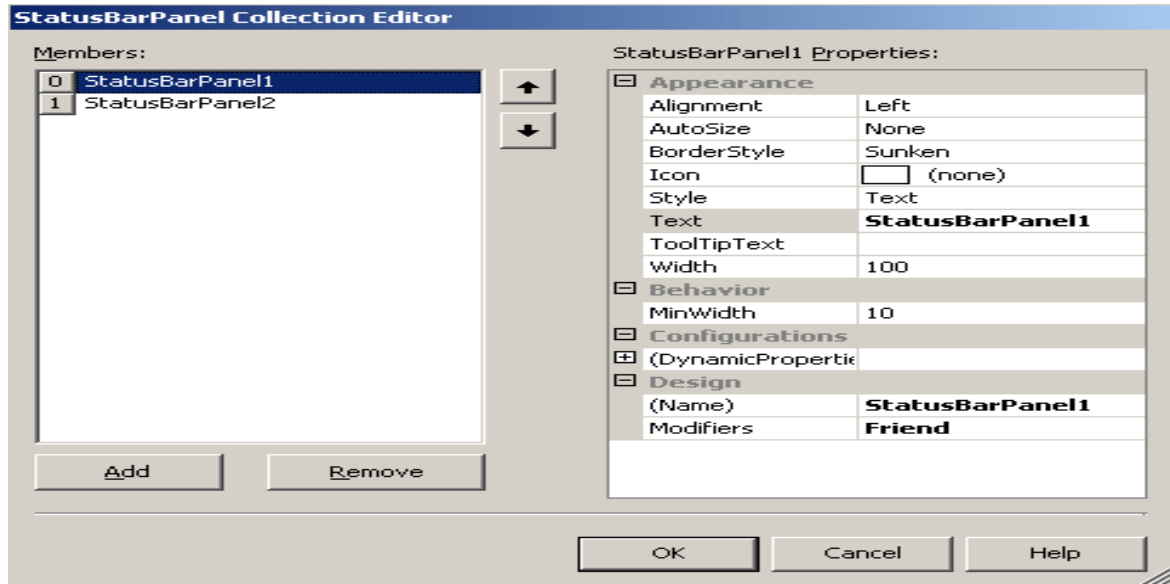 StatusBarPanel Collection Editor
Members:
0 StatusBarPanel1
1 StatusBarPanel2
Add Remove
StatusBarPanel1 Properties:
Appearance
Alignment Left
AutoSize None
BorderStyle Sunken
Icon (none)
Style Text
Text StatusBarPanel1
ToolTipText
Width 100
Behavior
MinWidth 10
Configurations
(DynamicPropertie
Design
(Name) StatusBarPanel1
Modifiers Friend
OK Cancel Help